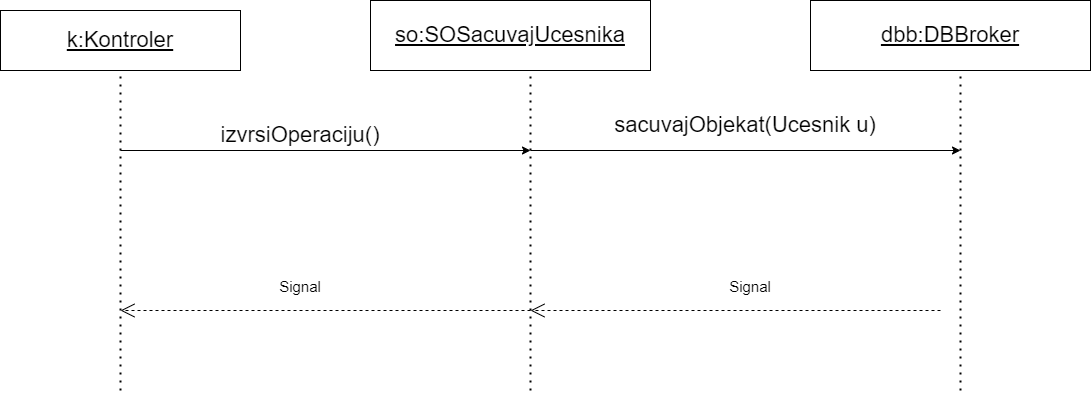 k:Kontroler
so:SOSacuvajUcesnika
dbb:DBBroker
izvrsiOperaciju()
sacuvajObjekat(Ucesnik u)
Signal
Signal